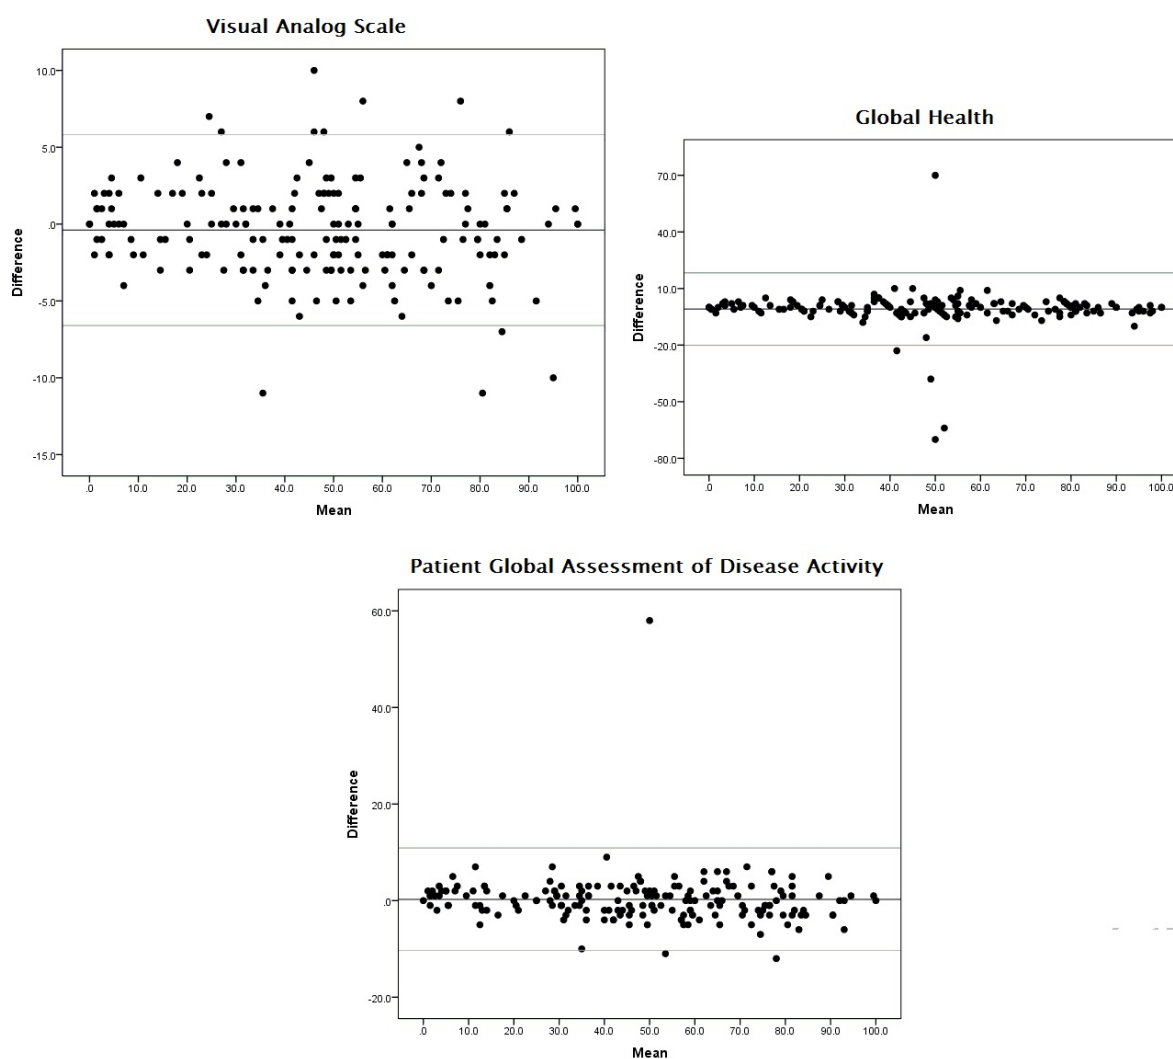 Visual Analog Scale
10.0
5.0
.0
-5.0
-10.0
-15.0
Difference
.0 10.0 20.0 30.0 40.0 50.0 60.0 70.0 80.0 90.0 100.0
Mean
Global Health
70.0
40.0
10.0
-20.0
-50.0
-80.0
Difference
.0 10.0 20.0 30.0 40.0 50.0 60.0 70.0 80.0 90.0 100.0
Mean
Patient Global Assessment of Disease Activity
60.0
40.0
20.0
.0
-20.0
Difference
.0 10.0 20.0 30.0 40.0 50.0 60.0 70.0 80.0 90.0 100.0
Mean